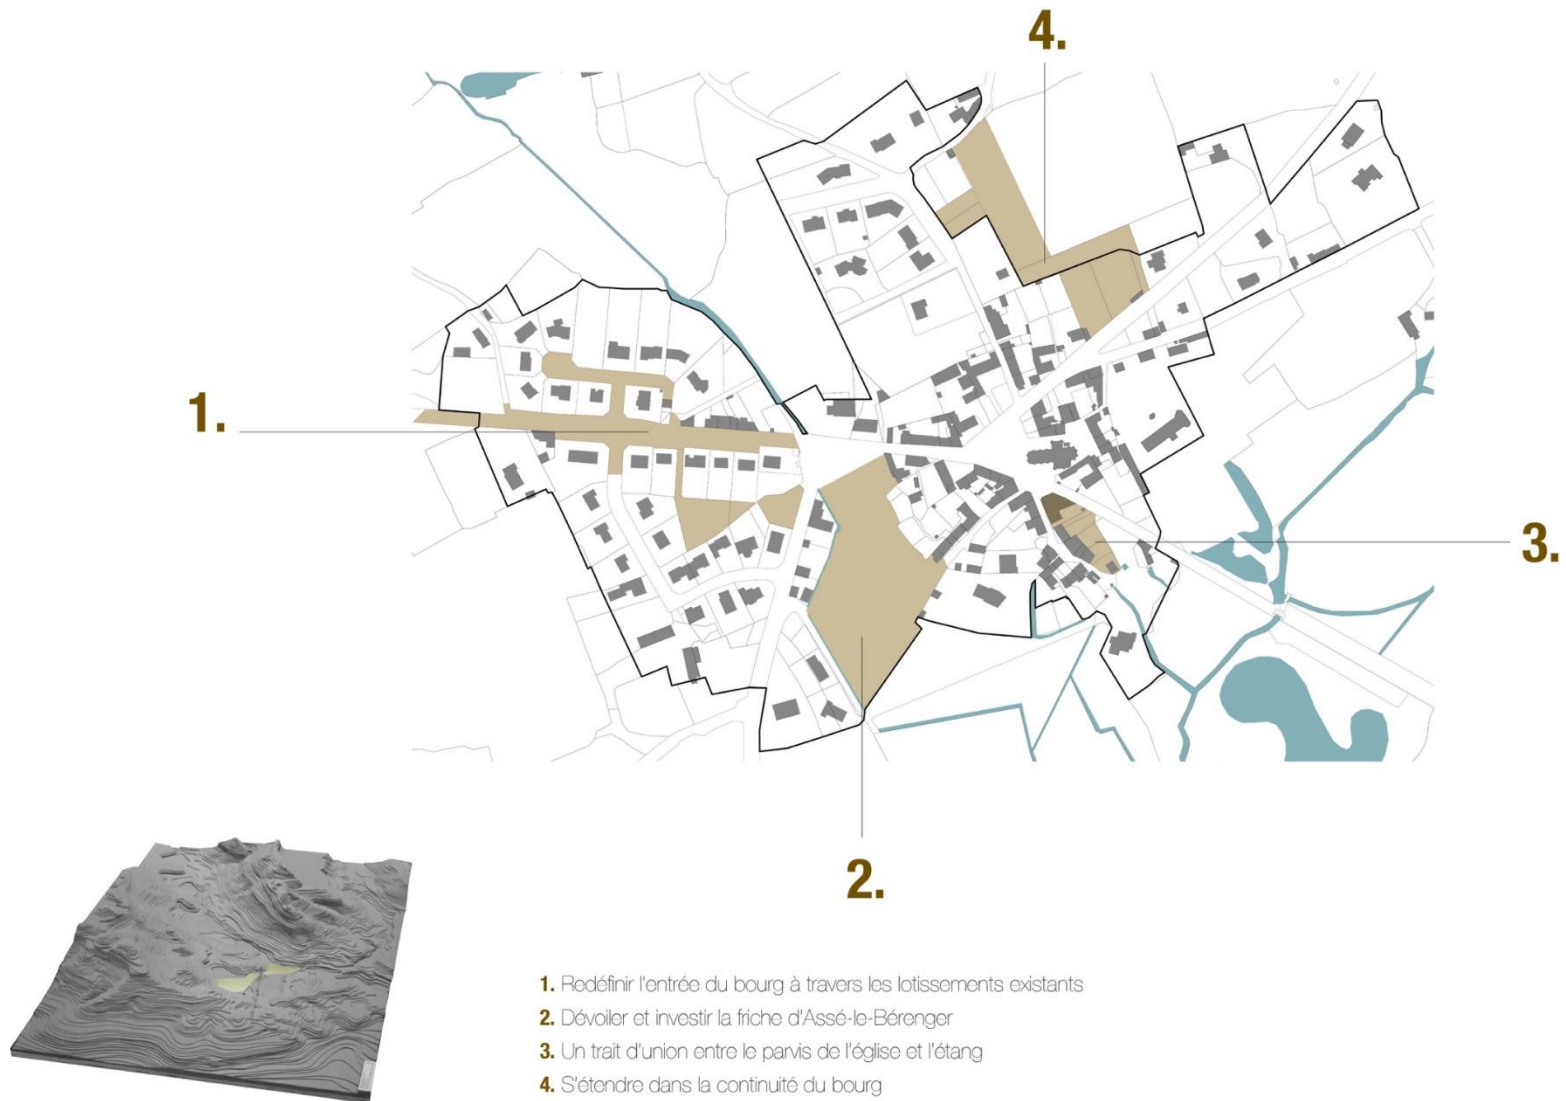 4.
1.
3.
2.
1. Redéfinir l'entrée du bourg à travers les lotissements existants
2. Dévoiler et investir la friche d'Assé-le-Bérenger
3. Un trait d'union entre le parvis de l'église et l'étang
4. S'étendre dans la continuité du bourg